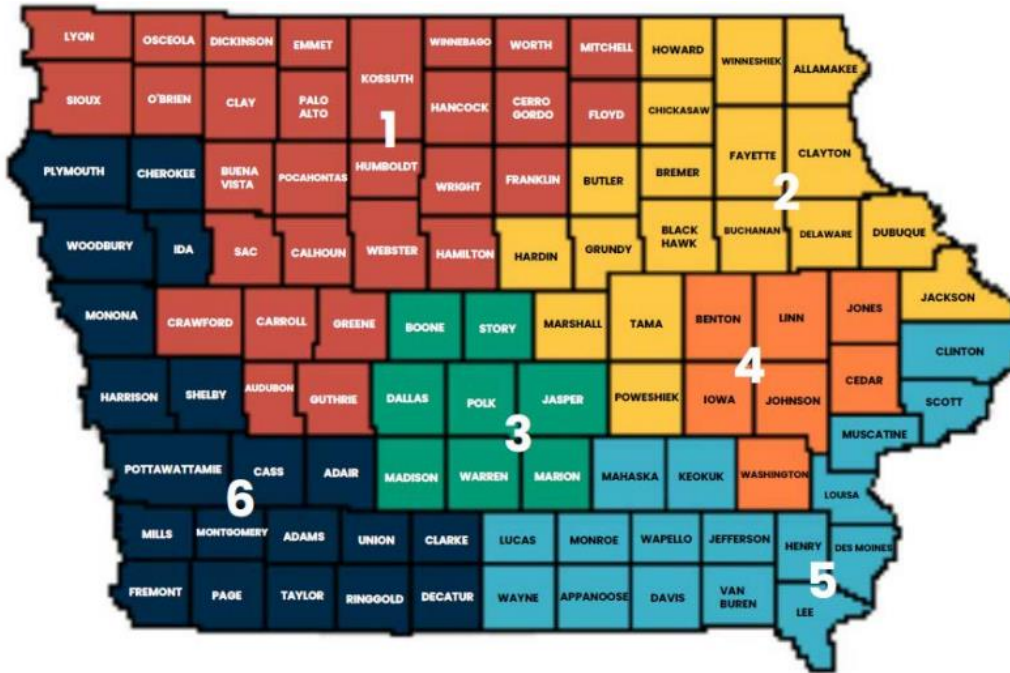 LYON
OSCEOLA
DICKINSON
EMMET
KOSSUTH
WINNEBAGO
WORTH
MITCHELL
HOWARD
WINNESHIEK
ALLAMAKEE
SIOUX
O'BRIEN
CLAY
PALO
ALTO
HANCOCK
CERRO
GORDO
FLOYD
CHICKASAW
1
PLYMOUTH
CHEROKEE
BUENA
VISTA
POCAHONTAS
HUMBOLDT
WRIGHT
FRANKLIN
BUTLER
BREMER
FAYETTE
CLAYTON
2
WOODBURY
IDA
SAC
CALHOUN
WEBSTER
HAMILTON
HARDIN
GRUNDY
BLACK
HAWK
BUCHANAN
DELAWARE
DUBUQUE
MONONA
CRAWFORD
CARROLL
GREENE
BOONE
STORY
MARSHALL
TAMA
BENTON
LINN
JONES
JACKSON
4
CLINTON
HARRISON
SHELBY
AUDUBON
GUTHRIE
DALLAS
POLK
JASPER
POWESHIEK
IOWA
JOHNSON
CEDAR
SCOTT
3
MUSCATINE
POTTAWATTAMIE
CASS
ADAIR
MADISON
WARREN
MARION
MAHASKA
KEOKUK
WASHINGTON
LOUISA
6
MILLS
MONTGOMERY
ADAMS
UNION
CLARKE
LUCAS
MONROE
WAPELLO
JEFFERSON
HENRY
DES MOINES
5
FREMONT
PAGE
TAYLOR
RINGGOLD
DECATUR
WAYNE
APPANOOSE
DAVIS
VAN
BUREN
LEE